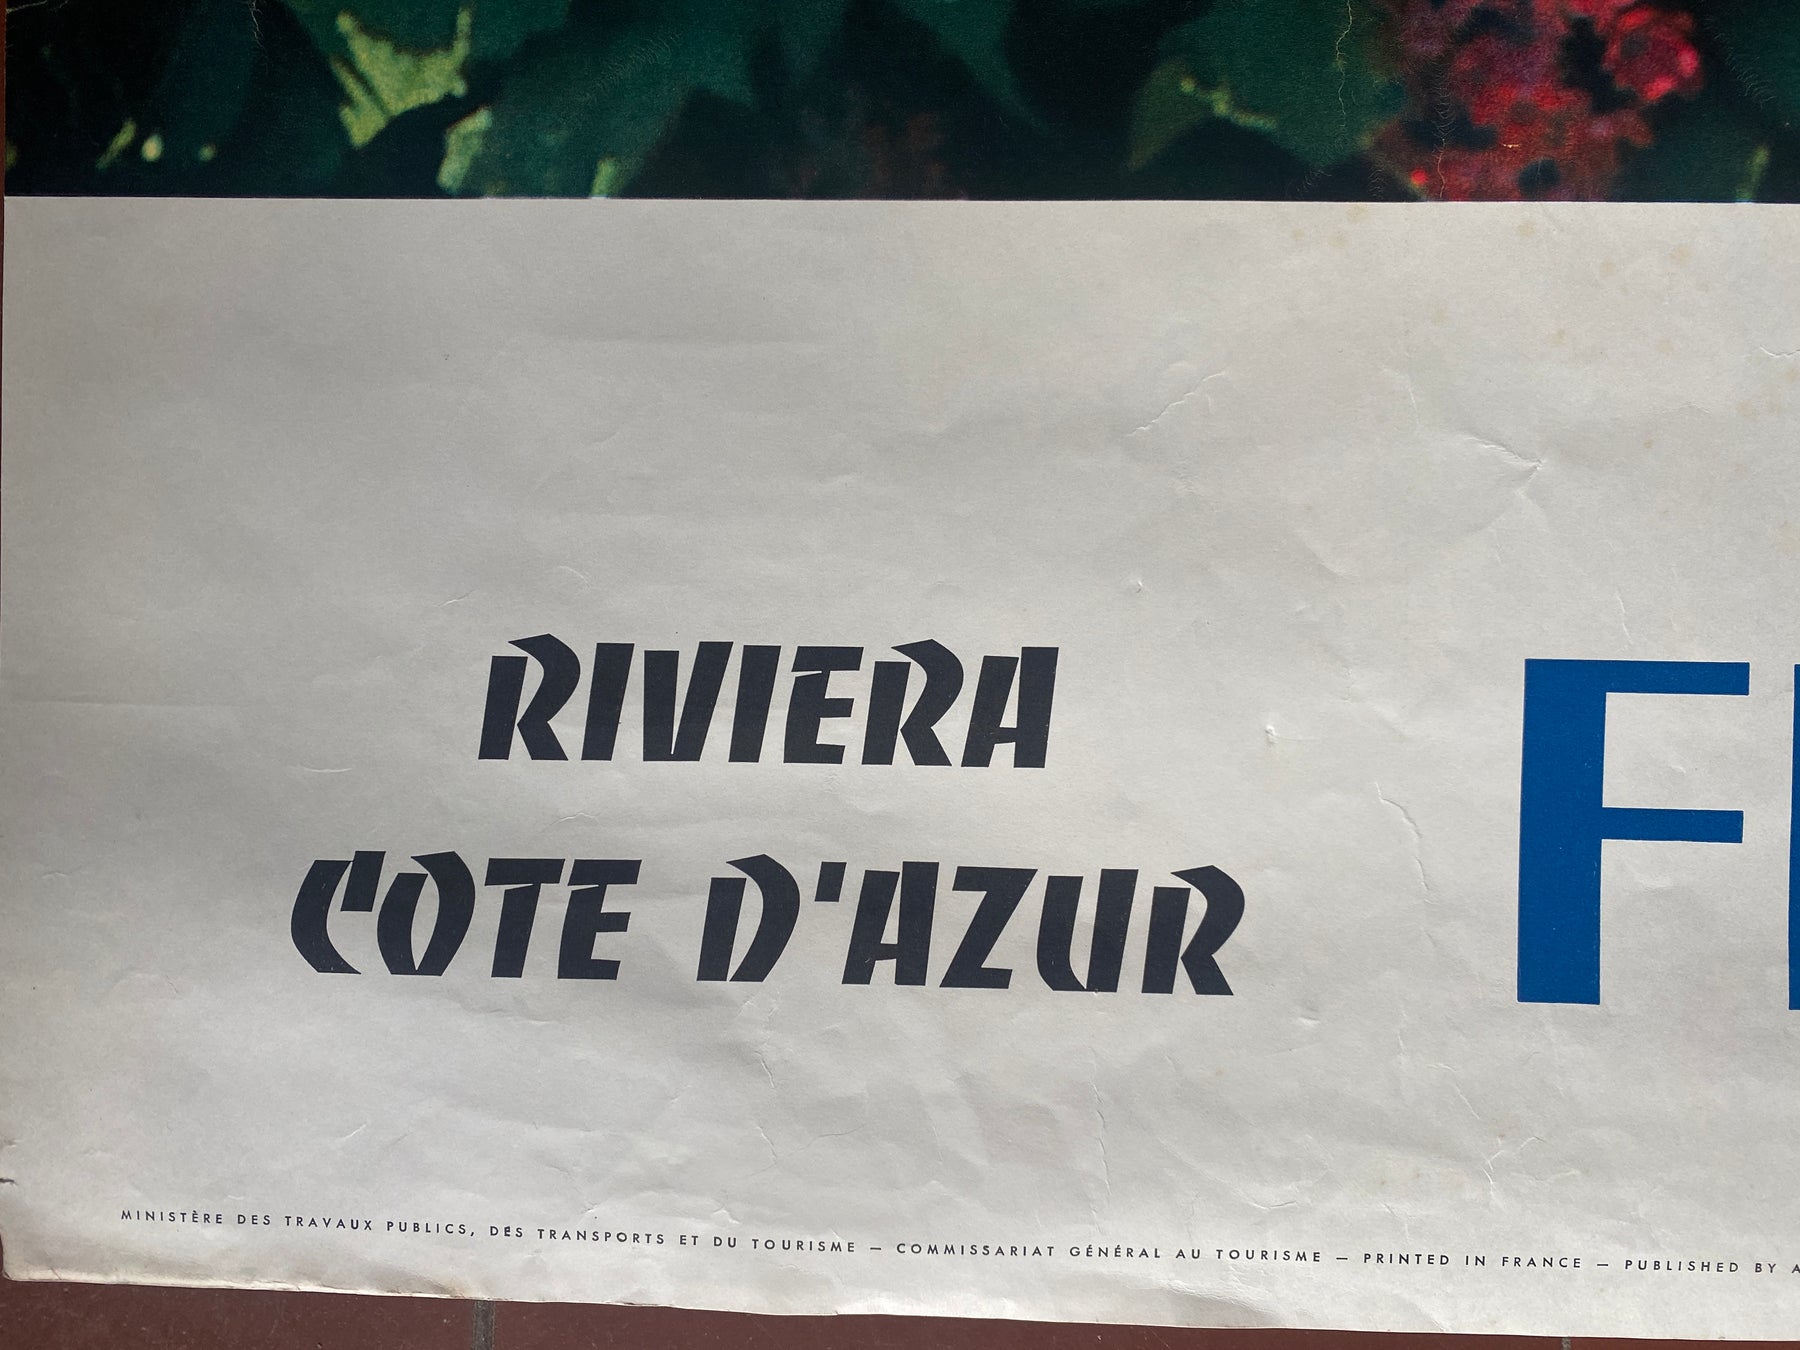 RIVIERA
COTE D'AZUR
F
MINISTÈRE DES TRAVAUX PUBLICS, DES TRANSPORTS ET DU TOURISME — COMMISSARIAT GÉNÉRAL AU TOURISME — PRINTED IN FRANCE — PUBLISHED BY